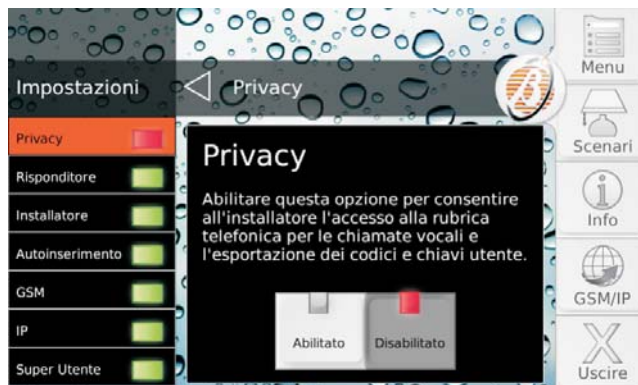 Impostazioni
Privacy
Menu
Privacy
Risponditore
Installatore
Autoinserimento
GSM
IP
Super Utente
Privacy
Abilitare questa opzione per consentire
all'installatore l'accesso alla rubrica
telefonica per le chiamate vocali e
l'esportazione dei codici e chiavi utente.
Abilitato
Disabilitato
Scenari
Info
GSM/IP
Uscire